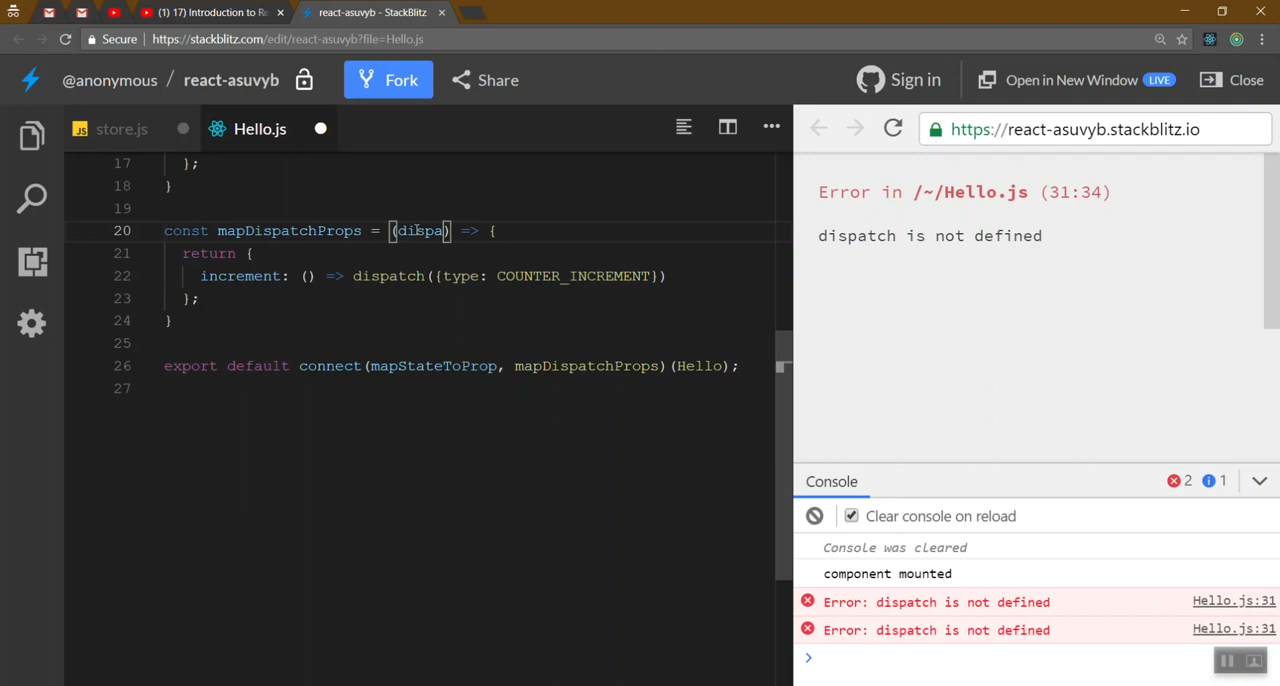 (1) 17) Introduction to Re
react-asuvyb - StackBlitz
Secure https://stackblitz.com/edit/react-asuvyb?file=Hello.js
@anonymous / react-asuvyb Fork Share Sign in Open in New Window LIVE Close
JS store.js Hello.js
https://react-asuvyb.stackblitz.io
17 };
18 }
19
20 const mapDispatchProps = (dispa) => {
21 return {
22 increment: () => dispatch({type: COUNTER_INCREMENT})
23 };
24 }
25
26 export default connect(mapStateToProp, mapDispatchProps)(Hello);
27
Error in /~/Hello.js (31:34)
dispatch is not defined
Console 2 1
Clear console on reload
Console was cleared
component mounted
Error: dispatch is not defined Hello.js:31
Error: dispatch is not defined Hello.js:31